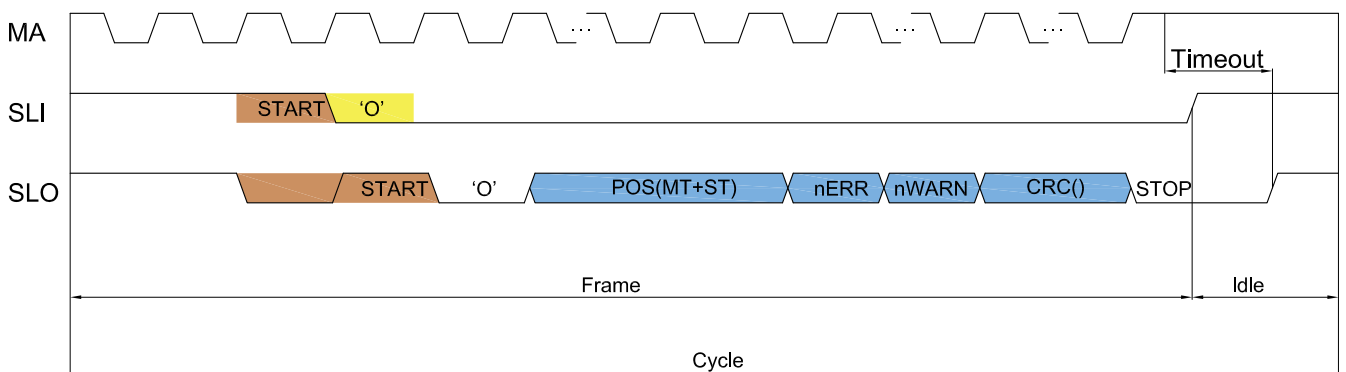 MA
... ... ...
Timeout
SLI START ‘O’
SLO START ‘O’ POS(MT+ST) nERR nWARN CRC() STOP
Frame Idle
Cycle